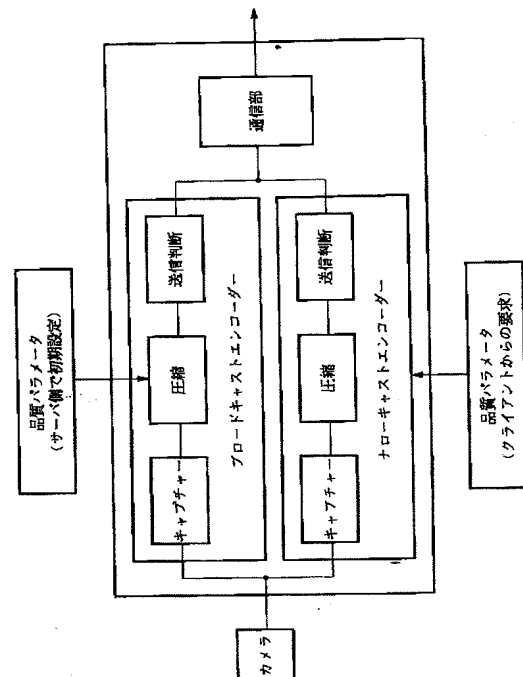 品質パラメータ
(サーバ側で初期設定)
カメラ
キャプチャー
圧縮
送信判断
ブロードキャストエンコーダー
通信部
キャプチャー
圧縮
送信判断
ナローキャストエンコーダー
品質パラメータ
(クライアントからの要求)